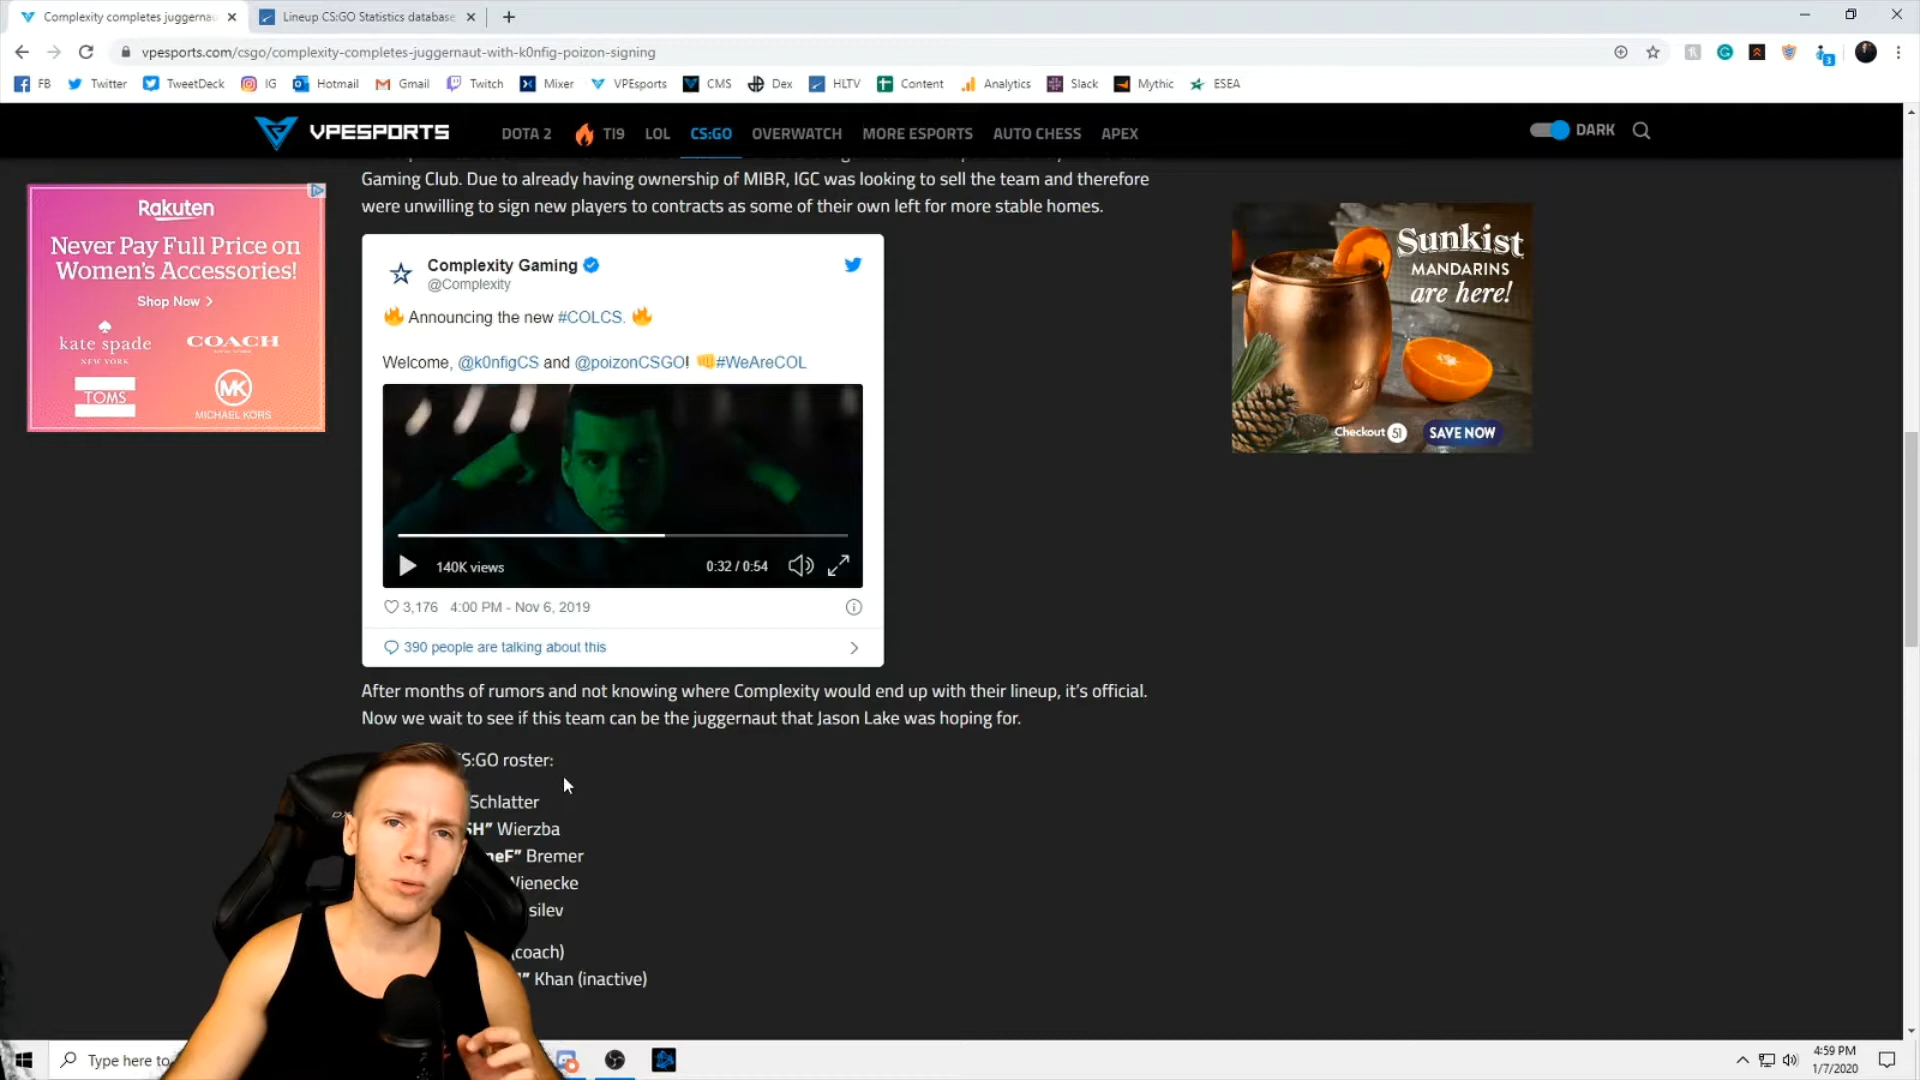 Complexity completes juggerna
Lineup CS:GO Statistics database
vpesports.com/csgo/complexity-completes-juggernaut-with-k0nfig-poizon-signing
FB Twitter TweetDeck IG Hotmail Gmail Twitch Mixer VPEsports CMS Dex HLTV Content Analytics Slack Mythic ESEA
VPESPORTS DOTA 2 TI9 LOL CS:GO OVERWATCH MORE ESPORTS AUTO CHESS APEX DARK
Gaming Club. Due to already having ownership of MIBR, IGC was looking to sell the team and therefore
were unwilling to sign new players to contracts as some of their own left for more stable homes.
Rakuten
Never Pay Full Price on
Women's Accessories!
Shop Now >
kate spade
NEW YORK
COACH
NEW YORK
TOMS
MK
MICHAEL KORS
Complexity Gaming
@Complexity
🔥 Announcing the new #COLCS. 🔥
Welcome, @k0nfigCS and @poizonCSGO! 👊#WeAreCOL
140K views
0:32 / 0:54
3,176 4:00 PM - Nov 6, 2019
390 people are talking about this
Sunkist
MANDARINS
are here!
Checkout 51
SAVE NOW
After months of rumors and not knowing where Complexity would end up with their lineup, it's official.
Now we wait to see if this team can be the juggernaut that Jason Lake was hoping for.
S:GO roster:
Schlatter
SH" Wierzba
neF" Bremer
Wienecke
silev
(coach)
" Khan (inactive)
Type here to
4:59 PM
1/7/2020